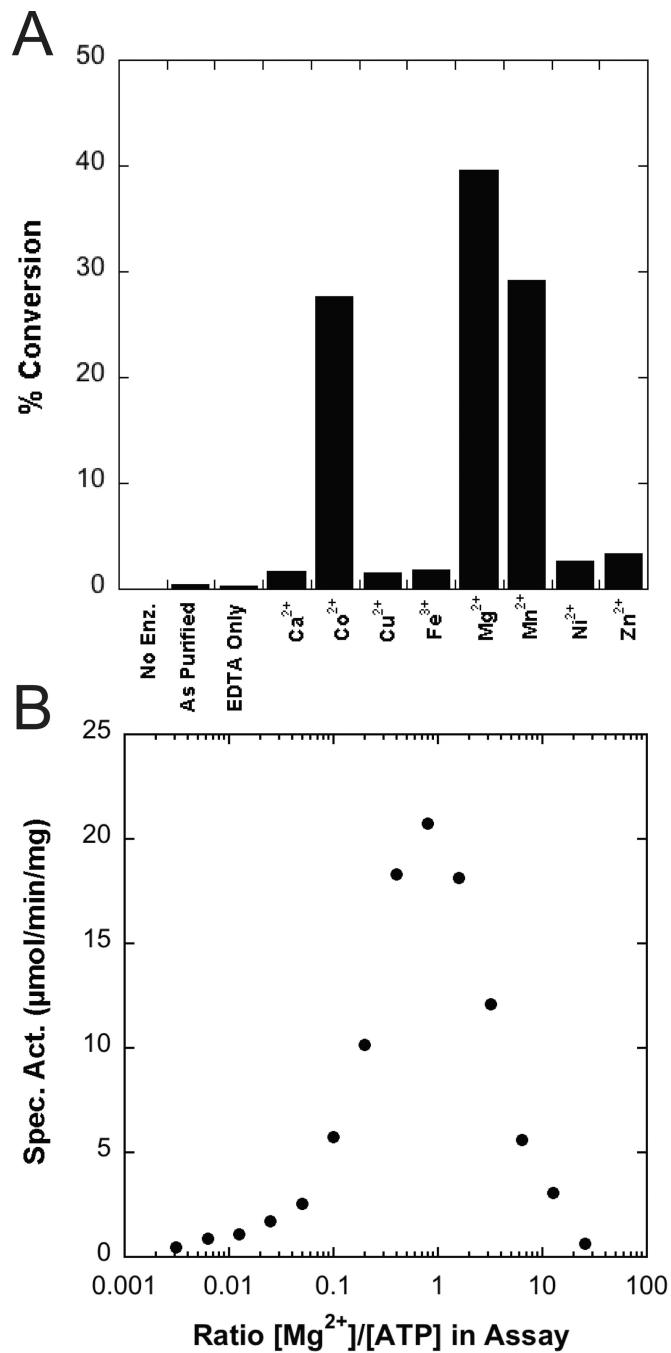 A
50
40
30
20
10
0
% Conversion
No Enz.
As Purified
EDTA Only
Ca²⁺
Co²⁺
Cu²⁺
Fe³⁺
Mg²⁺
Mn²⁺
Ni²⁺
Zn²⁺
B
25
20
15
10
5
0
Spec. Act. (µmol/min/mg)
0.001 0.01 0.1 1 10 100
Ratio [Mg²⁺]/[ATP] in Assay